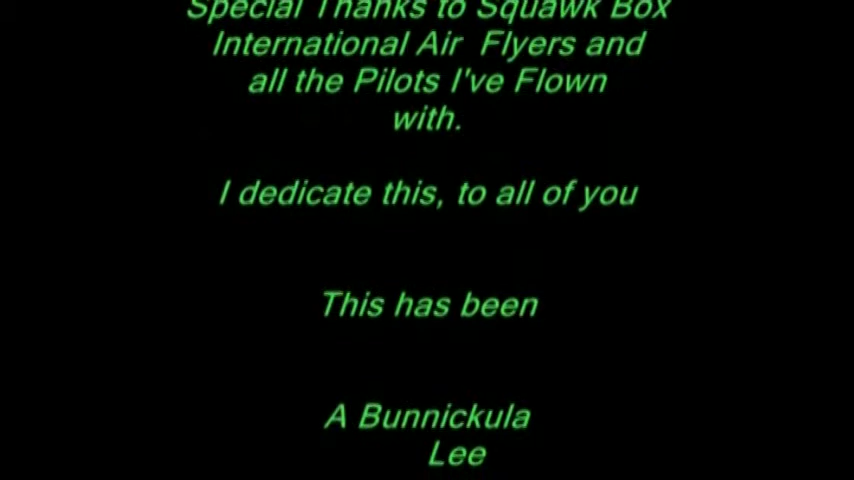 Special Thanks to Squawk Box
International Air Flyers and
all the Pilots I've Flown
with.
I dedicate this, to all of you
This has been
A Bunnickula
Lee